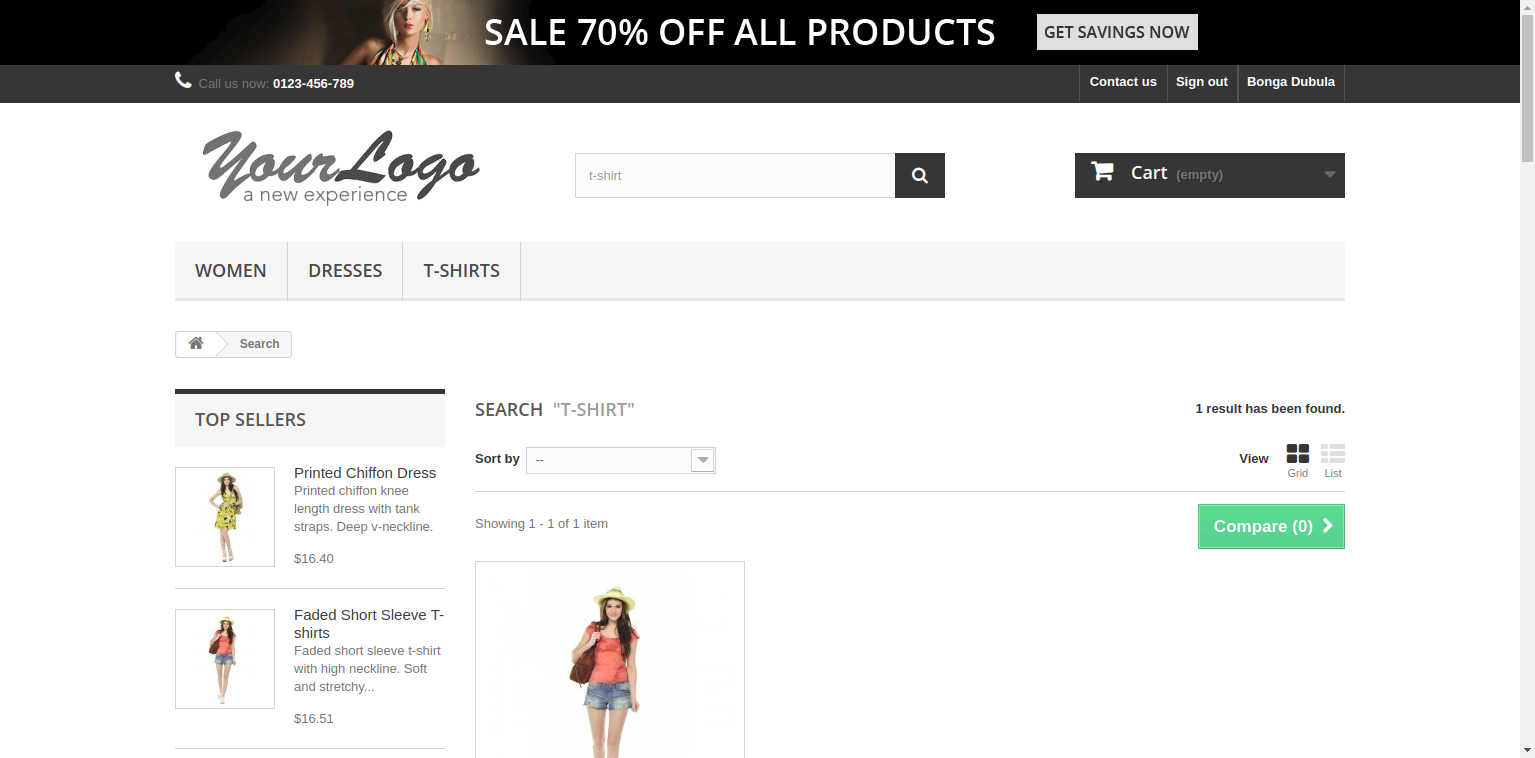 SALE 70% OFF ALL PRODUCTS
GET SAVINGS NOW
Call us now: 0123-456-789
Contact us
Sign out
Bonga Dubula
Your Logo
a new experience
t-shirt
Cart (empty)
WOMEN
DRESSES
T-SHIRTS
Search
TOP SELLERS
Printed Chiffon Dress
Printed chiffon knee
length dress with tank
straps. Deep v-neckline.
$16.40
Faded Short Sleeve T-
shirts
Faded short sleeve t-shirt
with high neckline. Soft
and stretchy...
$16.51
SEARCH "T-SHIRT"
1 result has been found.
Sort by
--
View
Grid
List
Showing 1 - 1 of 1 item
Compare (0)